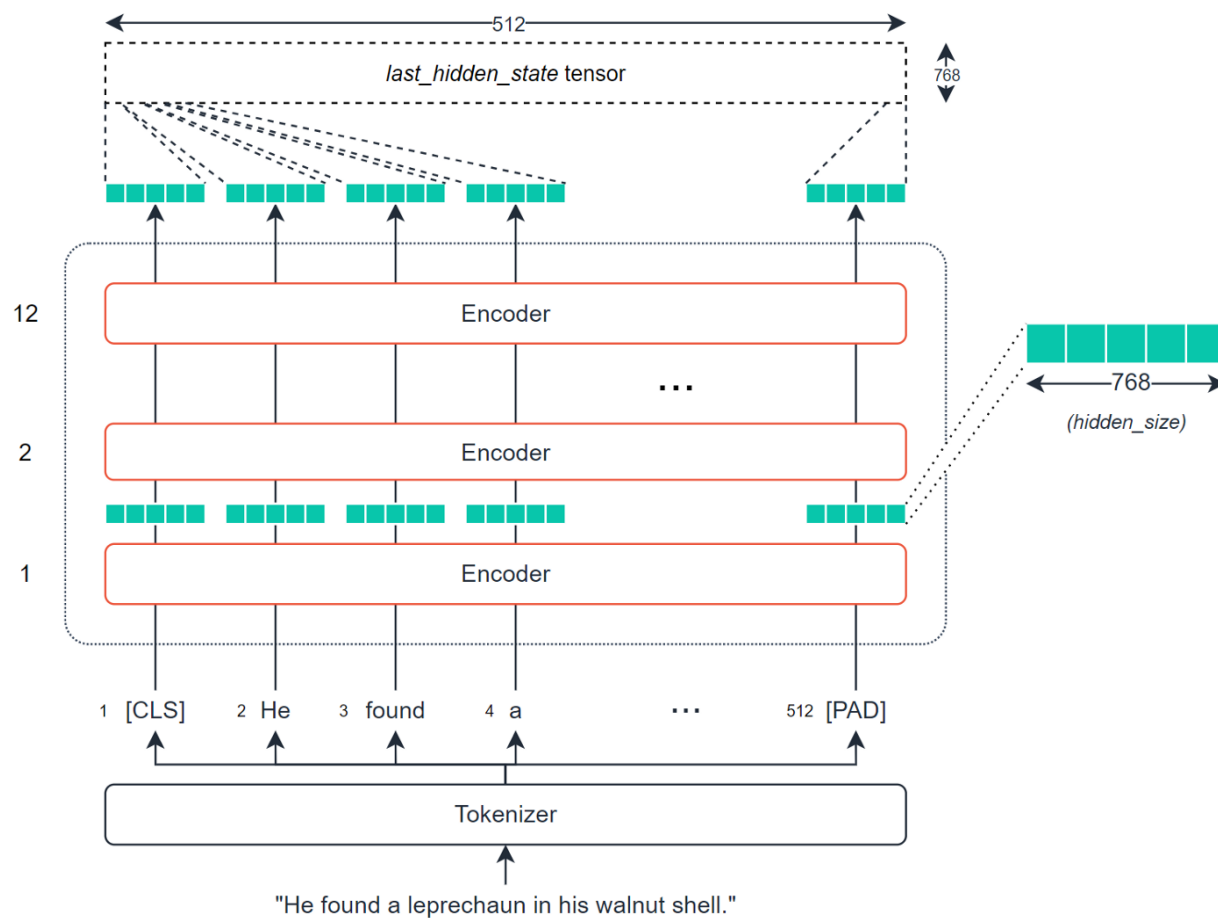 512
last_hidden_state tensor
768
12
Encoder
...
768
(hidden_size)
2
Encoder
1
Encoder
1 [CLS] 2 He 3 found 4 a ... 512 [PAD]
Tokenizer
"He found a leprechaun in his walnut shell."